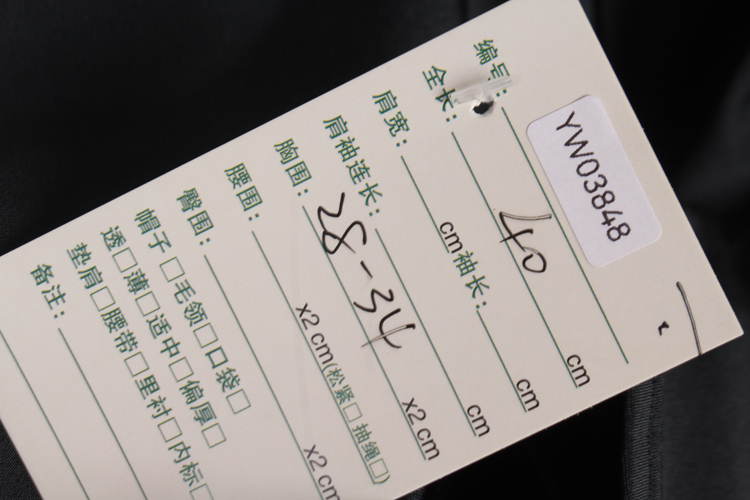 编号: YW03848
全长: 40 cm
肩宽: cm 袖长: cm
肩袖连长: cm
胸围: 28-34 x2 cm
腰围: x2 cm(松紧□ 抽绳□)
臀围: x2 cm
帽子□毛领□口袋□
透□薄□适中□偏厚□
垫肩□腰带□里衬□内标□
备注: